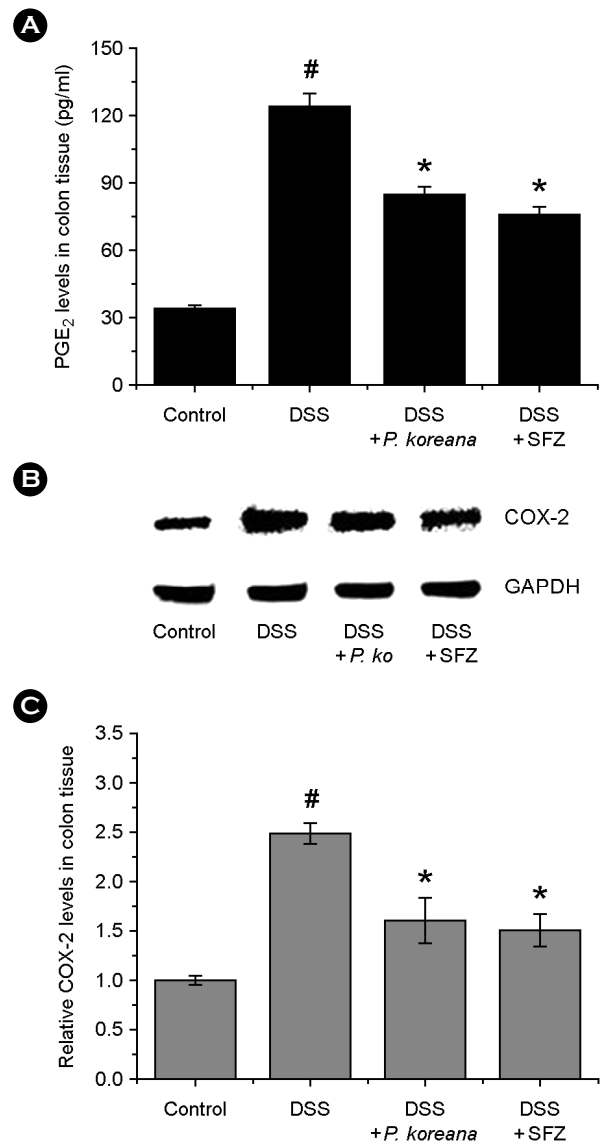 A
PGE2 levels in colon tissue (pg/ml)
150
120
90
60
30
0
#
*
*
Control
DSS
DSS
+P. koreana
DSS
+SFZ
B
COX-2
GAPDH
Control
DSS
DSS
+P. ko
DSS
+SFZ
C
Relative COX-2 levels in colon tissue
3.5
3.0
2.5
2.0
1.5
1.0
0.5
0.0
#
*
*
Control
DSS
DSS
+P. koreana
DSS
+SFZ